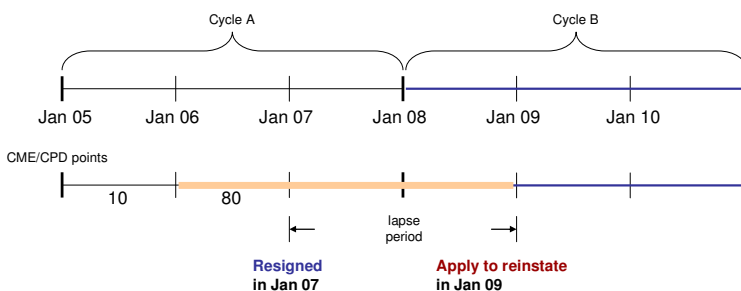 Cycle A
Cycle B
Jan 05
Jan 06
Jan 07
Jan 08
Jan 09
Jan 10
CME/CPD points
10
80
lapse
period
Resigned
in Jan 07
Apply to reinstate
in Jan 09